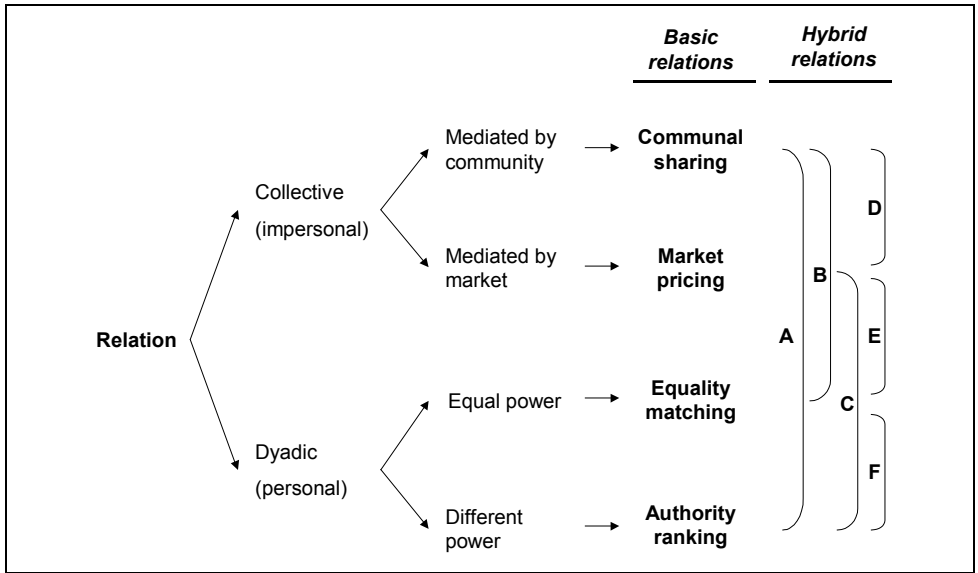 Basic
relations
Hybrid
relations
Mediated by
community
Communal
sharing
Collective
(impersonal)
Mediated by
market
Market
pricing
Relation
Equal power
Equality
matching
Dyadic
(personal)
Different
power
Authority
ranking
A
B
C
D
E
F